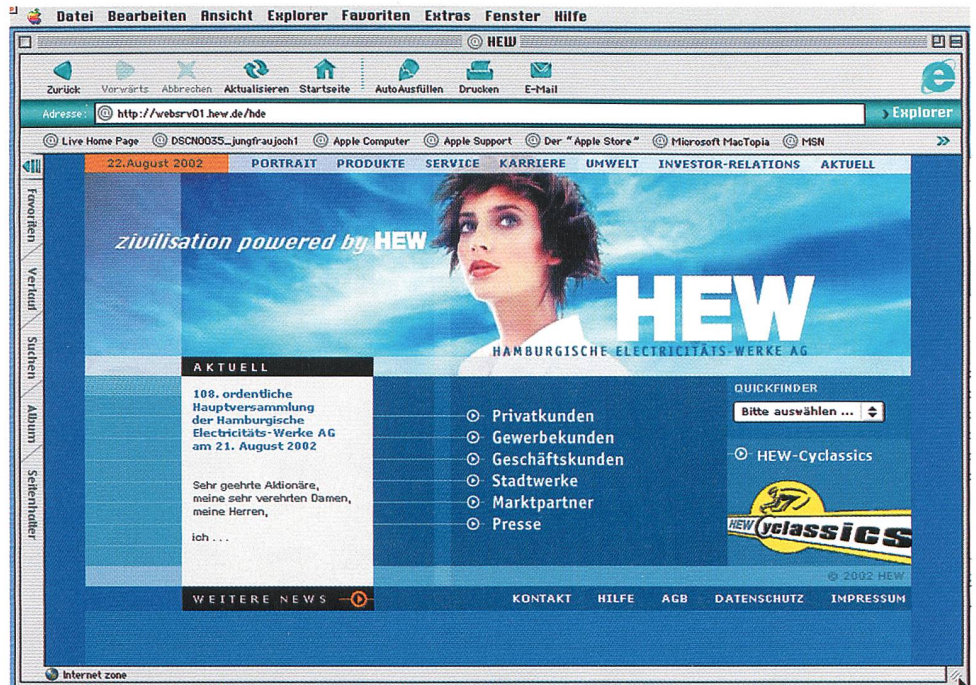 Datei Bearbeiten Ansicht Explorer Favoriten Extras Fenster Hilfe
HEW
Zurück Vorwärts Abbrechen Aktualisieren Startseite AutoAusfüllen Drucken E-Mail
Adresse: http://websrv01.hew.de/hde Explorer
Live Home Page DSCN0035_jungfraujoch1 Apple Computer Apple Support Der "Apple Store" Microsoft MacTopia MSN
Favoriten
Verlauf
Suchen
Album
Seitenhalter
22.August 2002 PORTRAIT PRODUKTE SERVICE KARRIERE UMWELT INVESTOR-RELATIONS AKTUELL
zivilisation powered by HEW
HEW
HAMBURGISCHE ELECTRICITÄTS-WERKE AG
AKTUELL
108. ordentliche
Hauptversammlung
der Hamburgische
Electricitäts-Werke AG
am 21. August 2002
Sehr geehrte Aktionäre,
meine sehr verehrten Damen,
meine Herren,
ich ...
WEITERE NEWS
Privatkunden
Gewerbekunden
Geschäftskunden
Stadtwerke
Marktpartner
Presse
QUICKFINDER
Bitte auswählen ...
HEW-Cyclassics
HEW Cyclassics
© 2002 HEW
KONTAKT HILFE AGB DATENSCHUTZ IMPRESSUM
Internet zone